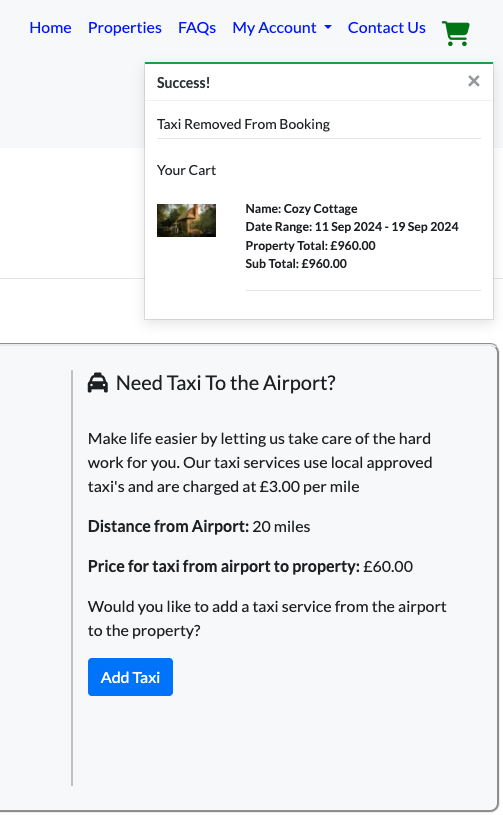 Home Properties FAQs My Account Contact Us
Success! ×
Taxi Removed From Booking
Your Cart
Name: Cozy Cottage
Date Range: 11 Sep 2024 - 19 Sep 2024
Property Total: £960.00
Sub Total: £960.00
Need Taxi To the Airport?
Make life easier by letting us take care of the hard
work for you. Our taxi services use local approved
taxi's and are charged at £3.00 per mile
Distance from Airport: 20 miles
Price for taxi from airport to property: £60.00
Would you like to add a taxi service from the airport
to the property?
Add Taxi